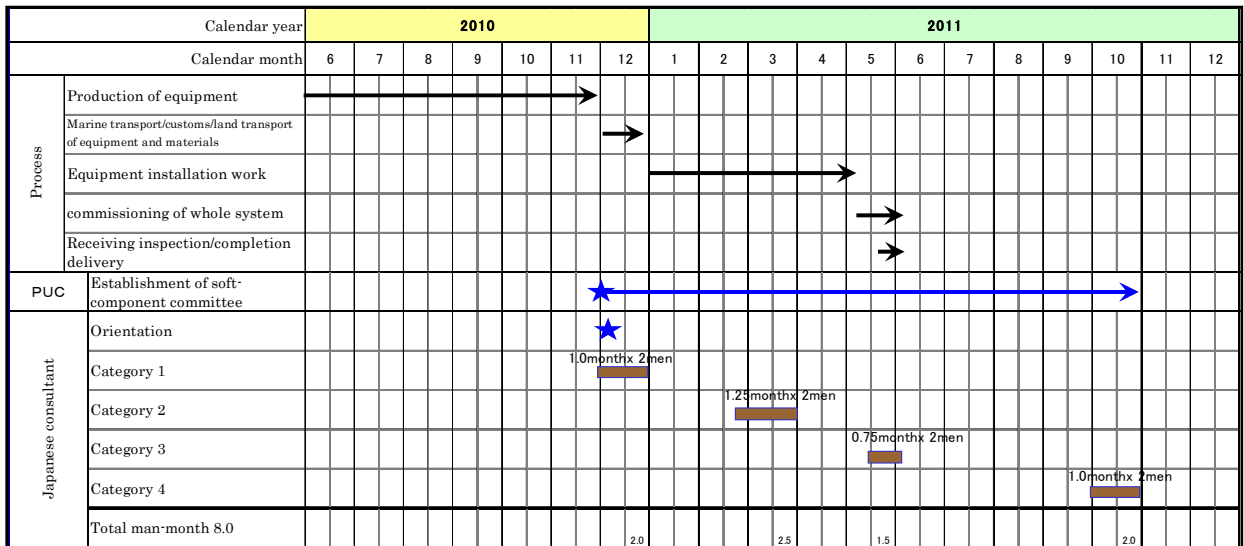 Calendar year 2010 2011
Calendar month 6 7 8 9 10 11 12 1 2 3 4 5 6 7 8 9 10 11 12
Process
Production of equipment
Marine transport/customs/land transport
of equipment and materials
Equipment installation work
commissioning of whole system
Receiving inspection/completion
delivery
PUC
Establishment of soft-
component committee
Japanese consultant
Orientation
1.0monthx 2men
Category 1
1.25monthx 2men
Category 2
0.75monthx 2men
Category 3
1.0monthx 2men
Category 4
Total man-month 8.0
2.0 2.5 1.5 2.0